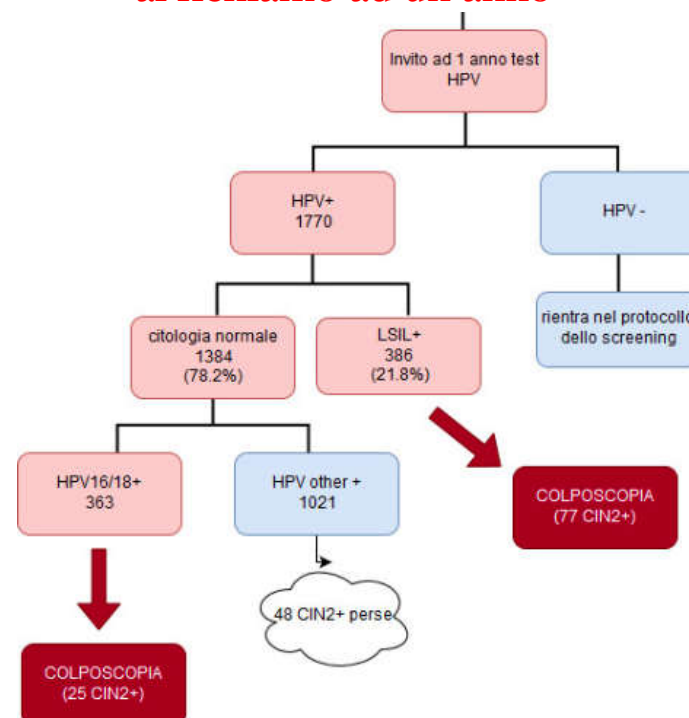 Invito ad 1 anno test
HPV
HPV+
1770
HPV -
citologia normale
1384
(78.2%)
LSIL+
386
(21.8%)
rientra nel protocollo
dello screening
HPV16/18+
363
HPV other +
1021
COLPOSCOPIA
(77 CIN2+)
48 CIN2+ perse
COLPOSCOPIA
(25 CIN2+)